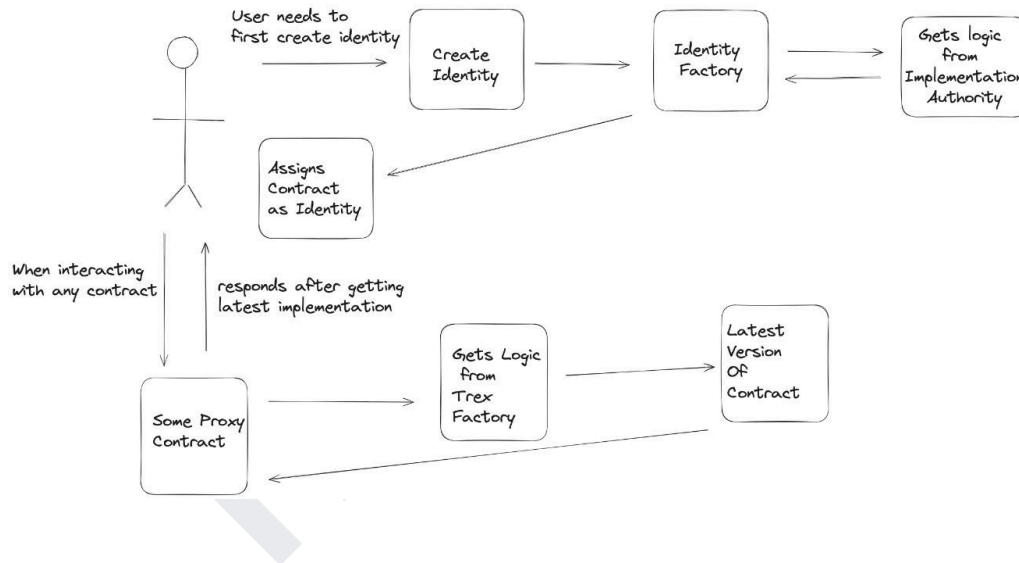 User needs to
first create identity
Create
Identity
Identity
Factory
Gets logic
from
Implementation
Authority
Assigns
Contract
as Identity
When interacting
with any contract
responds after getting
latest implementation
Some Proxy
Contract
Gets Logic
from
Trex
Factory
Latest
Version
Of
Contract